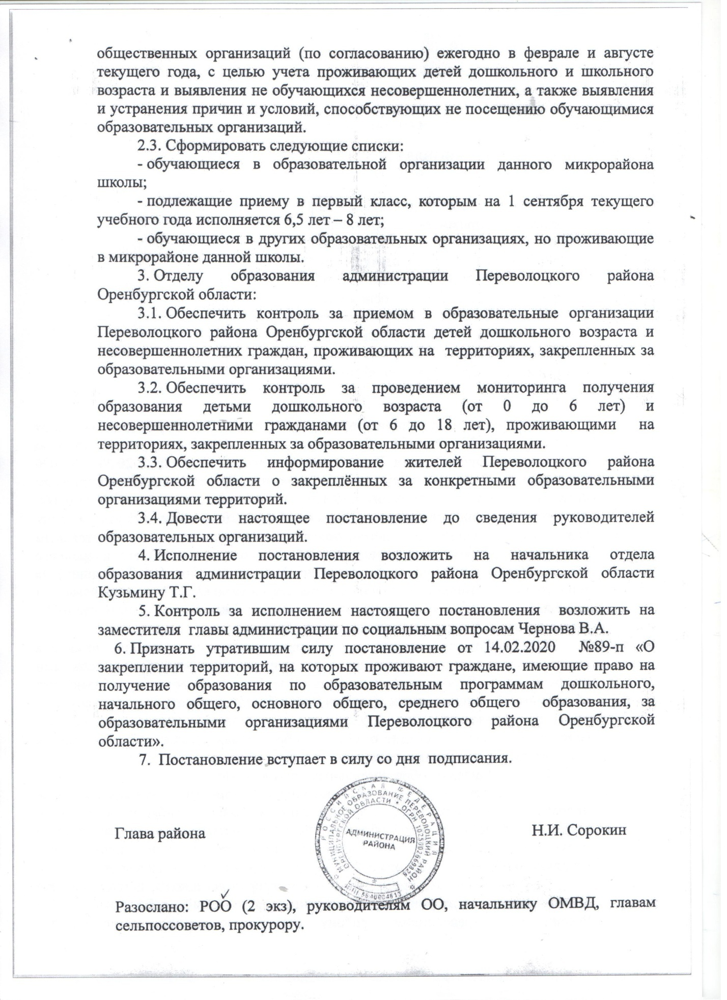 общественных организаций (по согласованию) ежегодно в феврале и августе
текущего года, с целью учета проживающих детей дошкольного и школьного
возраста и выявления не обучающихся несовершеннолетних, а также выявления
и устранения причин и условий, способствующих не посещению обучающимися
образовательных организаций.
2.3. Сформировать следующие списки:
- обучающиеся в образовательной организации данного микрорайона
школы;
- подлежащие приему в первый класс, которым на 1 сентября текущего
учебного года исполняется 6,5 лет – 8 лет;
- обучающиеся в других образовательных организациях, но проживающие
в микрорайоне данной школы.
3. Отделу образования администрации Переволоцкого района
Оренбургской области:
3.1. Обеспечить контроль за приемом в образовательные организации
Переволоцкого района Оренбургской области детей дошкольного возраста и
несовершеннолетних граждан, проживающих на территориях, закрепленных за
образовательными организациями.
3.2. Обеспечить контроль за проведением мониторинга получения
образования детьми дошкольного возраста (от 0 до 6 лет) и
несовершеннолетними гражданами (от 6 до 18 лет), проживающими на
территориях, закрепленных за образовательными организациями.
3.3. Обеспечить информирование жителей Переволоцкого района
Оренбургской области о закреплённых за конкретными образовательными
организациями территорий.
3.4. Довести настоящее постановление до сведения руководителей
образовательных организаций.
4. Исполнение постановления возложить на начальника отдела
образования администрации Переволоцкого района Оренбургской области
Кузьмину Т.Г.
5. Контроль за исполнением настоящего постановления возложить на
заместителя главы администрации по социальным вопросам Чернова В.А.
6. Признать утратившим силу постановление от 14.02.2020 №89-п «О
закреплении территорий, на которых проживают граждане, имеющие право на
получение образования по образовательным программам дошкольного,
начального общего, основного общего, среднего общего образования, за
образовательными организациями Переволоцкого района Оренбургской
области».
7. Постановление вступает в силу со дня подписания.
РОССИЙСКАЯ ФЕДЕРАЦИЯ
* МУНИЦИПАЛЬНОЕ ОБРАЗОВАНИЕ ПЕРЕВОЛОЦКИЙ РАЙОН *
ОРЕНБУРГСКОЙ ОБЛАСТИ * ОГРН 1025602669828
АДМИНИСТРАЦИЯ
РАЙОНА
ИНН 5640004613
Глава района
Н.И. Сорокин
Разослано: РОО (2 экз), руководителям ОО, начальнику ОМВД, главам
сельпоссоветов, прокурору.